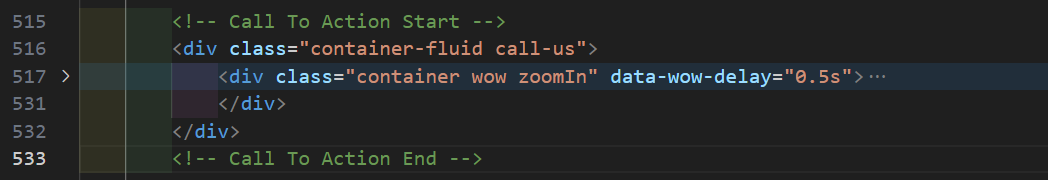 515 <!-- Call To Action Start -->
516 <div class="container-fluid call-us">
517 > <div class="container wow zoomIn" data-wow-delay="0.5s">···
531 </div>
532 </div>
533 <!-- Call To Action End -->